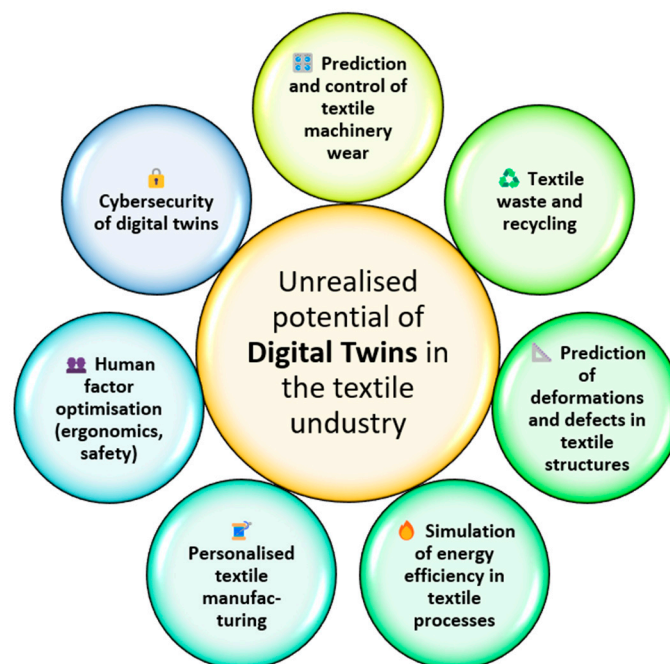 Prediction
and control of
textile
machinery
wear
Textile
waste and
recycling
Prediction
of
deformations
and defects in
textile
structures
Simulation
of energy
efficiency in
textile
processes
Personalised
textile
manufac-
turing
Human
factor
optimisation
(ergonomics,
safety)
Cybersecurity
of digital twins
Unrealised
potential of
Digital Twins in
the textile
undustry